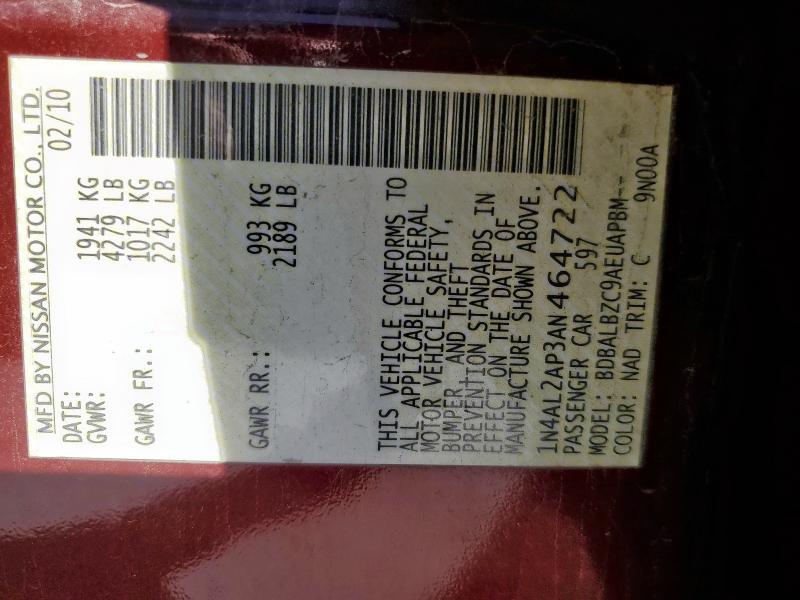 MFD BY NISSAN MOTOR CO., LTD.
DATE: 02/10
GVWR: 1941 KG
4279 LB
GAWR FR.: 1017 KG
2242 LB
GAWR RR.: 993 KG
2189 LB
THIS VEHICLE CONFORMS TO
ALL APPLICABLE FEDERAL
MOTOR VEHICLE SAFETY,
BUMPER, AND THEFT
PREVENTION STANDARDS IN
EFFECT ON THE DATE OF
MANUFACTURE SHOWN ABOVE.
1N4AL2AP3AN464722
PASSENGER CAR 597
MODEL: BDBALBZC9AEUAPBM--
COLOR: NAD TRIM: C 9N00A